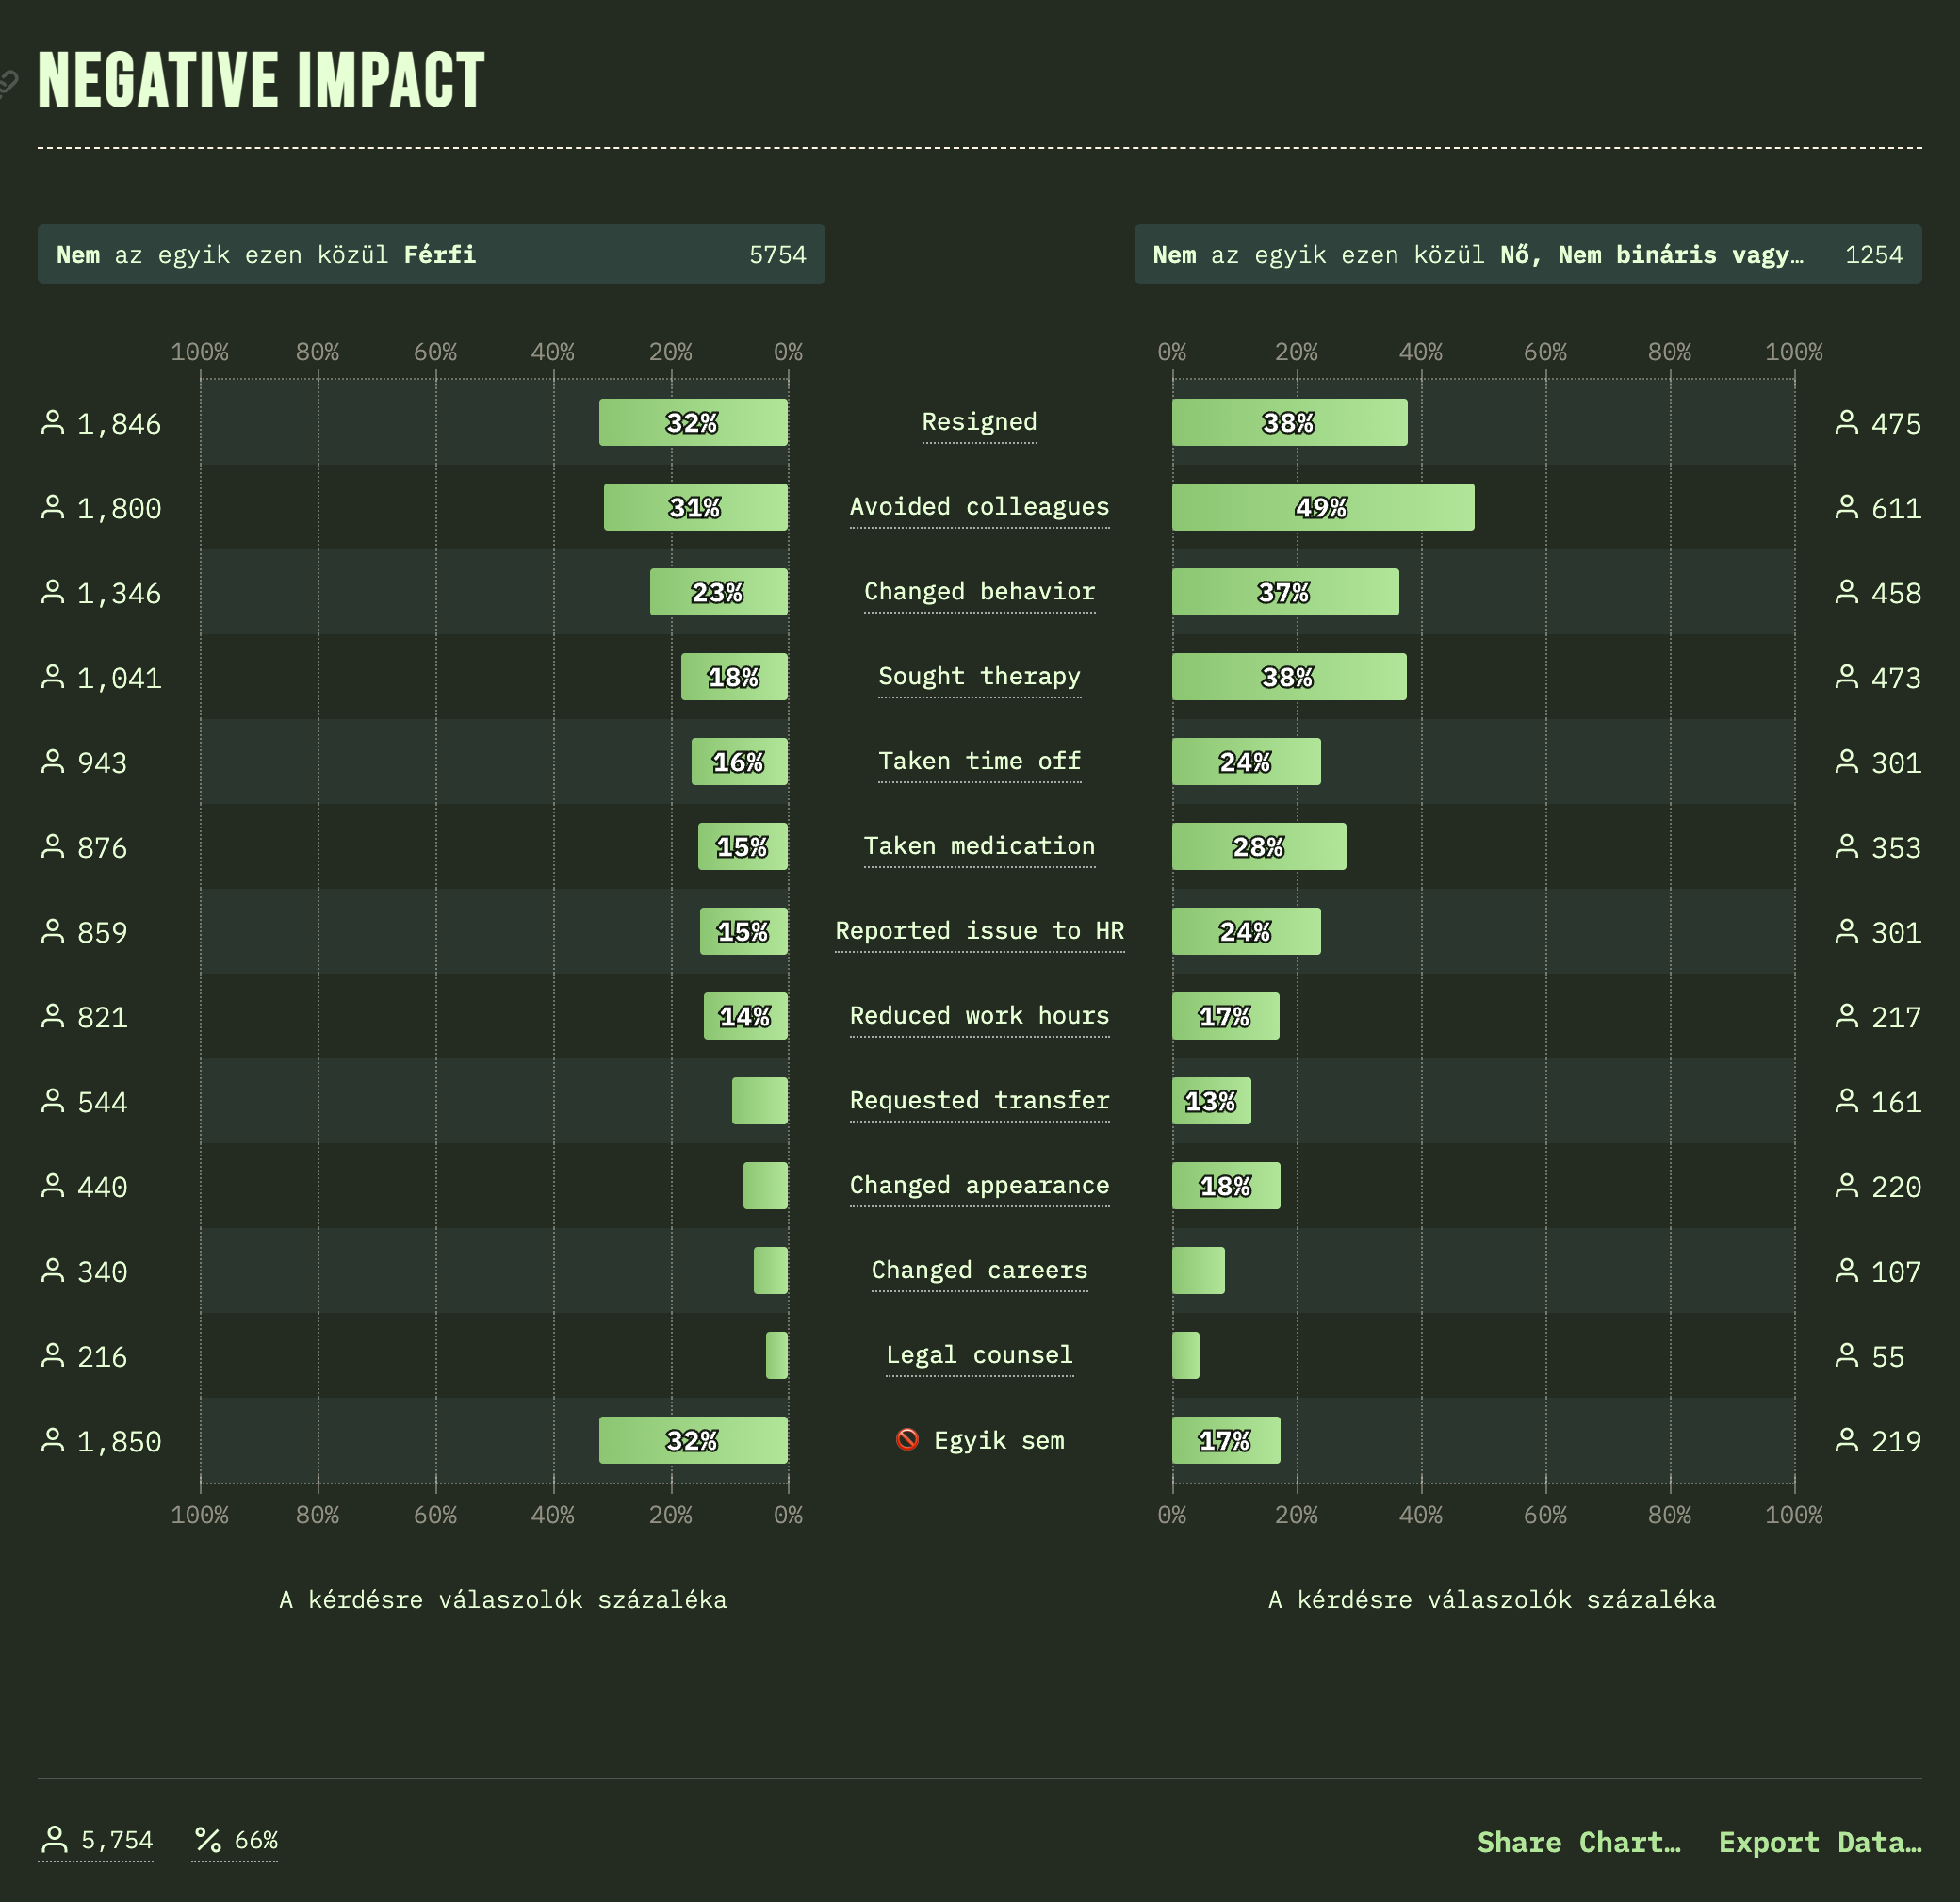 NEGATIVE IMPACT
Nem az egyik ezen közül Férfi 5754
Nem az egyik ezen közül Nő, Nem bináris vagy… 1254
100% 80% 60% 40% 20% 0% 0% 20% 40% 60% 80% 100%
1,846 32% Resigned 38% 475
1,800 31% Avoided colleagues 49% 611
1,346 23% Changed behavior 37% 458
1,041 18% Sought therapy 38% 473
943 16% Taken time off 24% 301
876 15% Taken medication 28% 353
859 15% Reported issue to HR 24% 301
821 14% Reduced work hours 17% 217
544 Requested transfer 13% 161
440 Changed appearance 18% 220
340 Changed careers 107
216 Legal counsel 55
1,850 32% Egyik sem 17% 219
100% 80% 60% 40% 20% 0% 0% 20% 40% 60% 80% 100%
A kérdésre válaszolók százaléka A kérdésre válaszolók százaléka
5,754 % 66% Share Chart… Export Data…